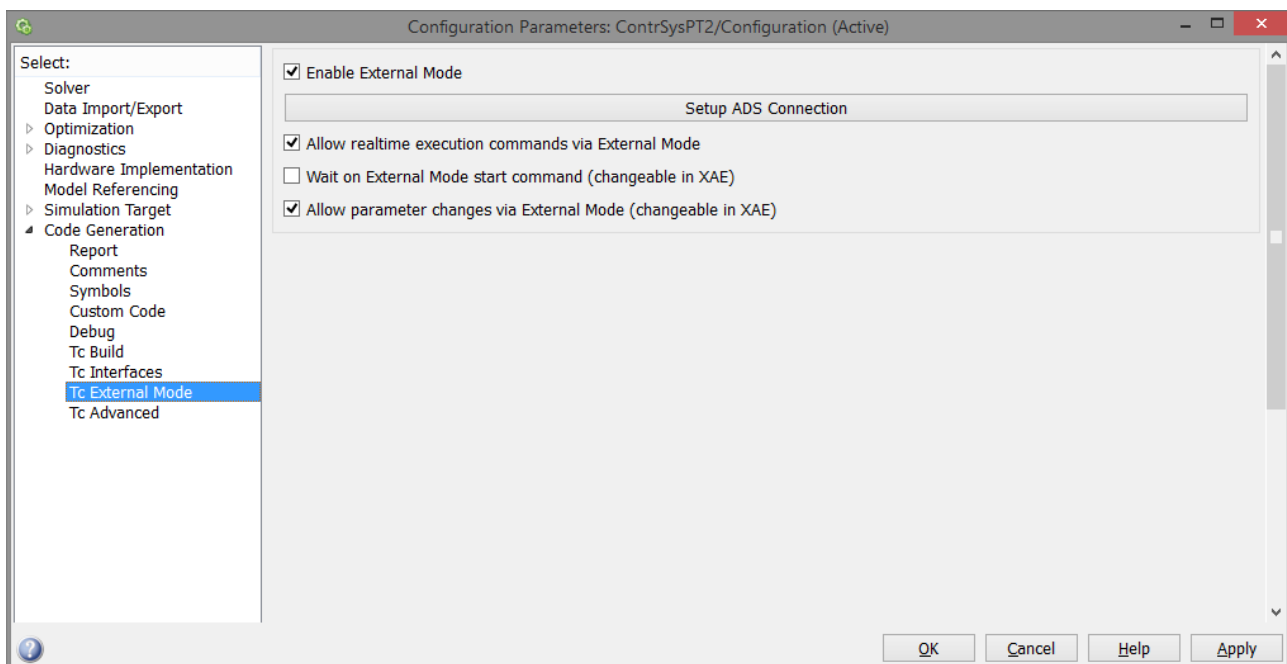 Configuration Parameters: ContrSysPT2/Configuration (Active)
Select:
Solver
Data Import/Export
Optimization
Diagnostics
Hardware Implementation
Model Referencing
Simulation Target
Code Generation
Report
Comments
Symbols
Custom Code
Debug
Tc Build
Tc Interfaces
Tc External Mode
Tc Advanced
Enable External Mode
Setup ADS Connection
Allow realtime execution commands via External Mode
Wait on External Mode start command (changeable in XAE)
Allow parameter changes via External Mode (changeable in XAE)
OK Cancel Help Apply